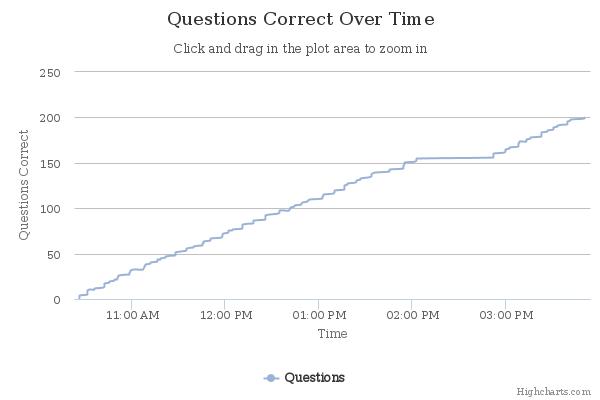 Questions Correct Over Time
Click and drag in the plot area to zoom in
Questions Correct
250
200
150
100
50
0
11:00 AM
12:00 PM
01:00 PM
02:00 PM
03:00 PM
Time
Questions
Highcharts.com